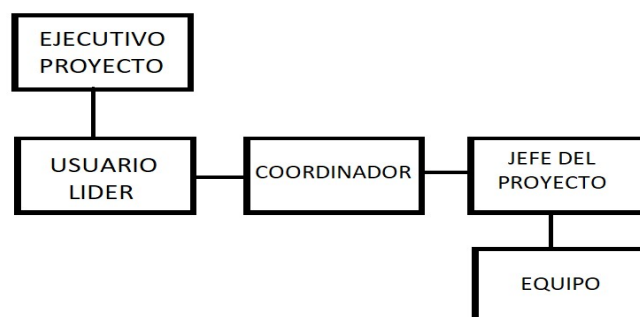 EJECUTIVO
PROYECTO
USUARIO
LIDER
COORDINADOR
JEFE DEL
PROYECTO
EQUIPO